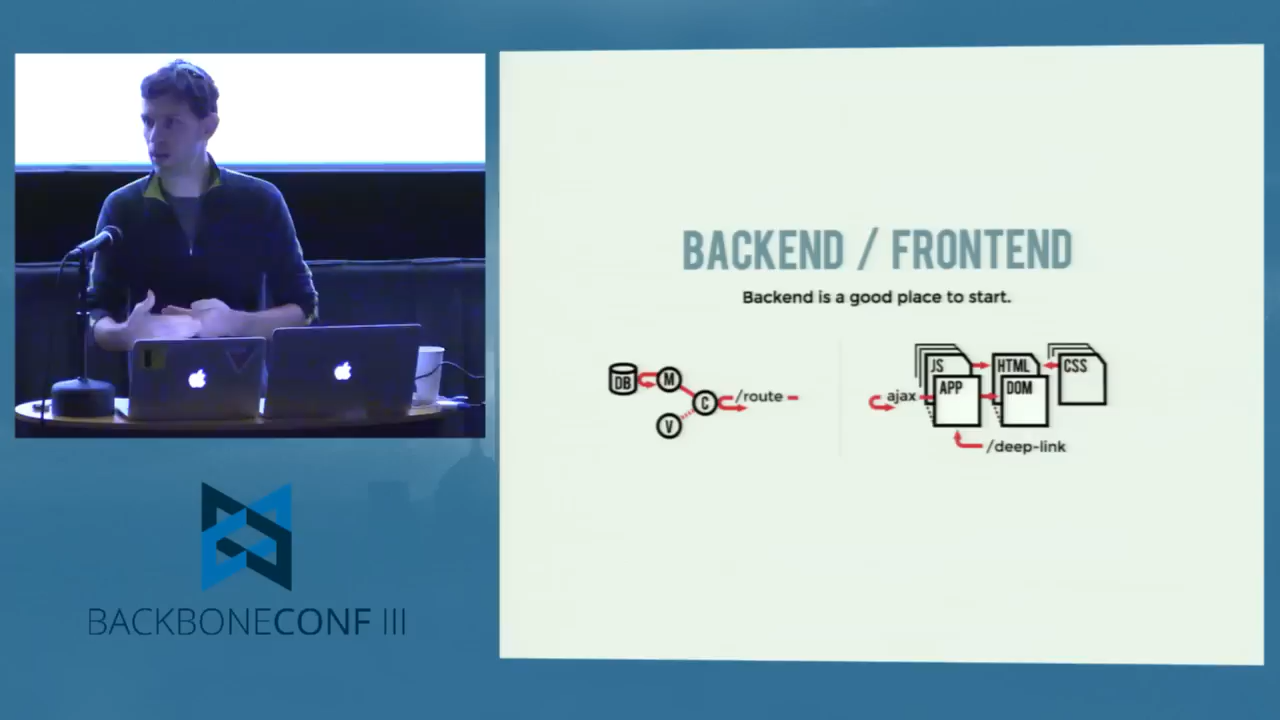 BACKEND / FRONTEND
Backend is a good place to start.
DB
M
C
V
/route
JS
HTML
CSS
APP
DOM
ajax
/deep-link
BACKBONECONF III